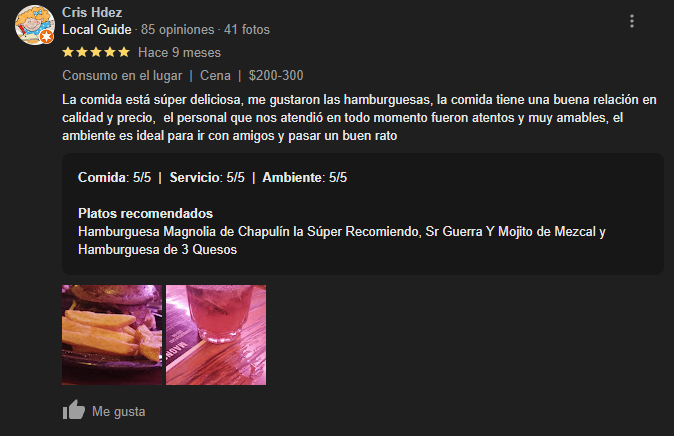 Cris Hdez
Local Guide · 85 opiniones · 41 fotos
Hace 9 meses
Consumo en el lugar | Cena | $200-300
La comida está súper deliciosa, me gustaron las hamburguesas, la comida tiene una buena relación en
calidad y precio,  el personal que nos atendió en todo momento fueron atentos y muy amables, el
ambiente es ideal para ir con amigos y pasar un buen rato
Comida: 5/5 | Servicio: 5/5 | Ambiente: 5/5
Platos recomendados
Hamburguesa Magnolia de Chapulín la Súper Recomiendo, Sr Guerra Y Mojito de Mezcal y
Hamburguesa de 3 Quesos
MAGN
Me gusta